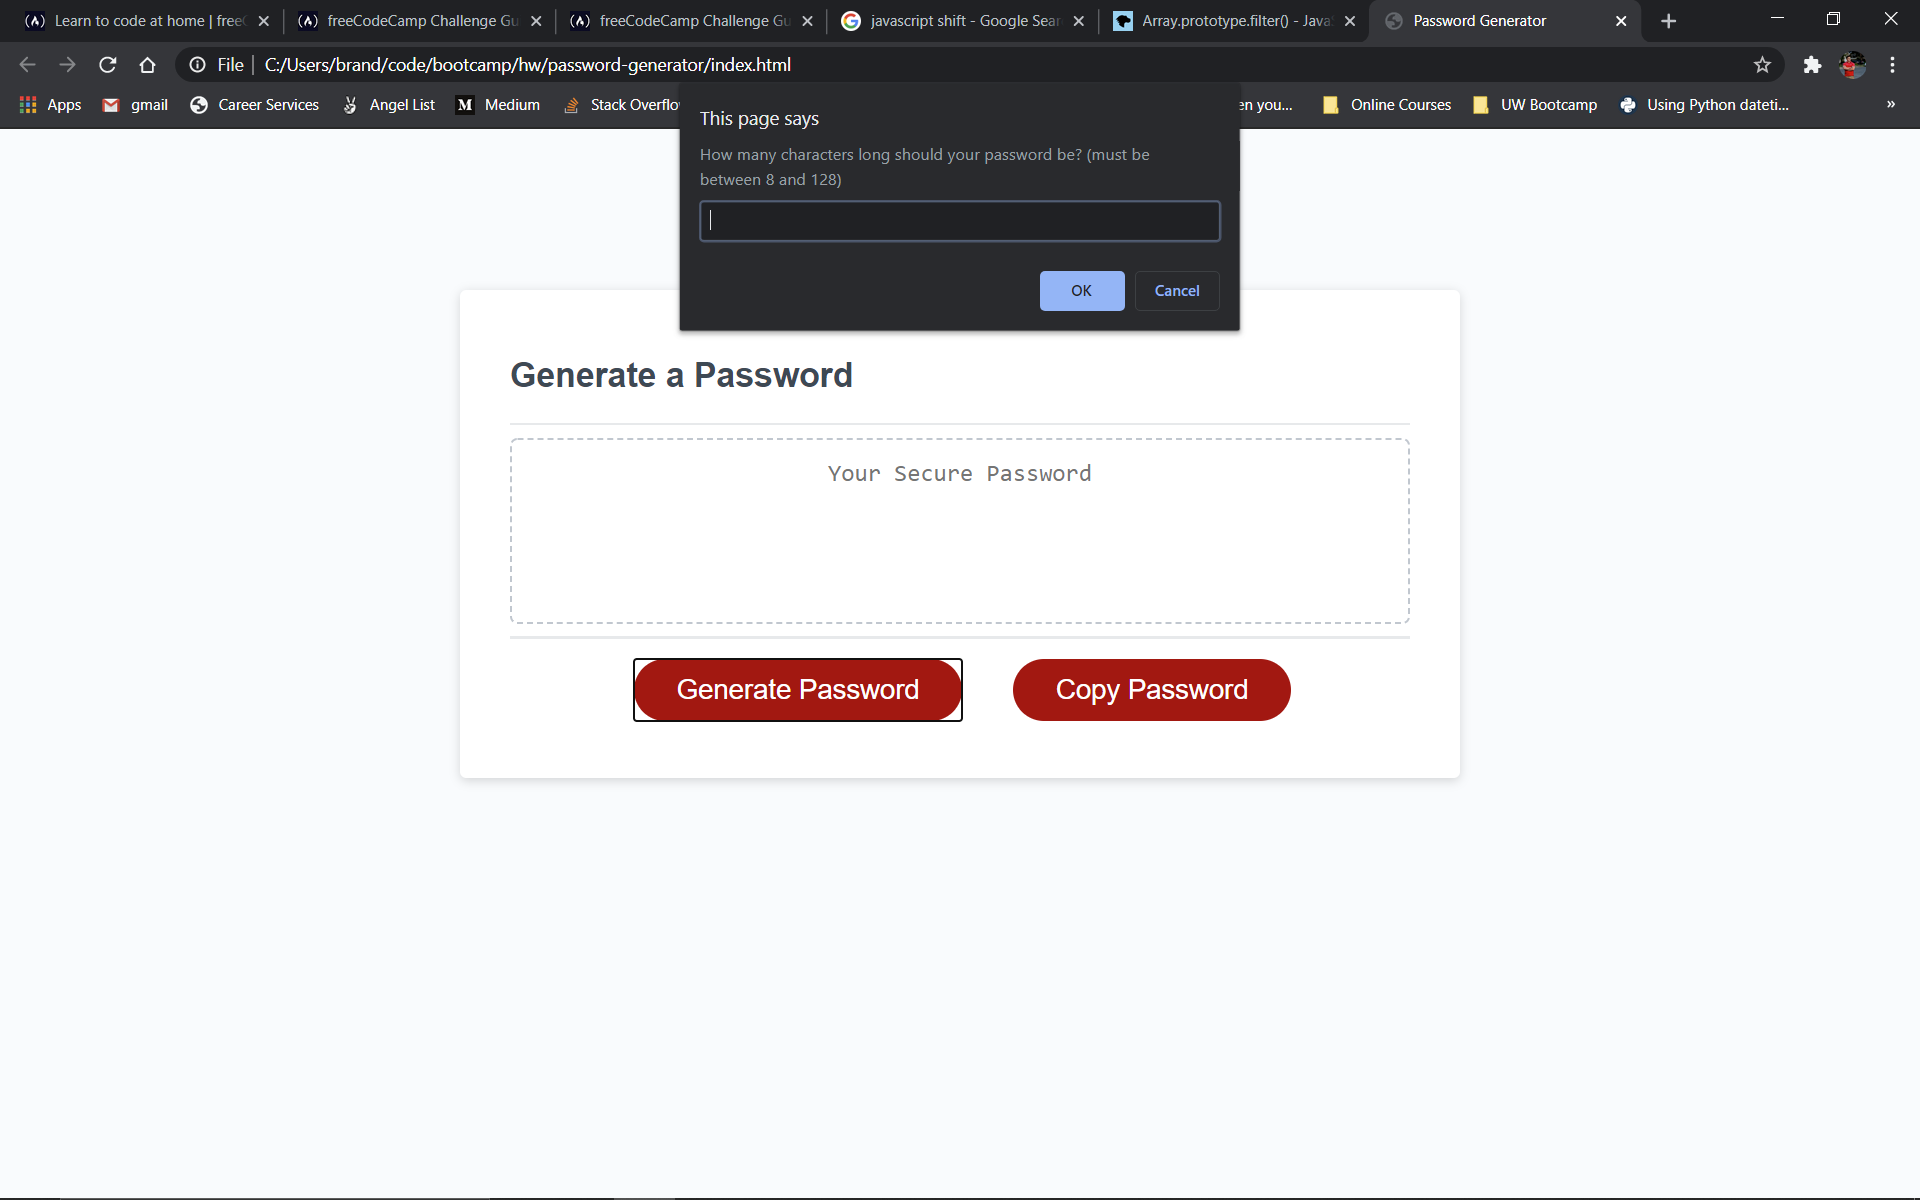 Learn to code at home | free
freeCodeCamp Challenge Gu
freeCodeCamp Challenge Gu
javascript shift - Google Sear
Array.prototype.filter() - Java
Password Generator
File
C:/Users/brand/code/bootcamp/hw/password-generator/index.html
Apps
gmail
Career Services
Angel List
M Medium
Stack Overflo
en you...
Online Courses
UW Bootcamp
Using Python dateti...
»
This page says
How many characters long should your password be? (must be
between 8 and 128)
OK
Cancel
Generate a Password
Your Secure Password
Generate Password
Copy Password